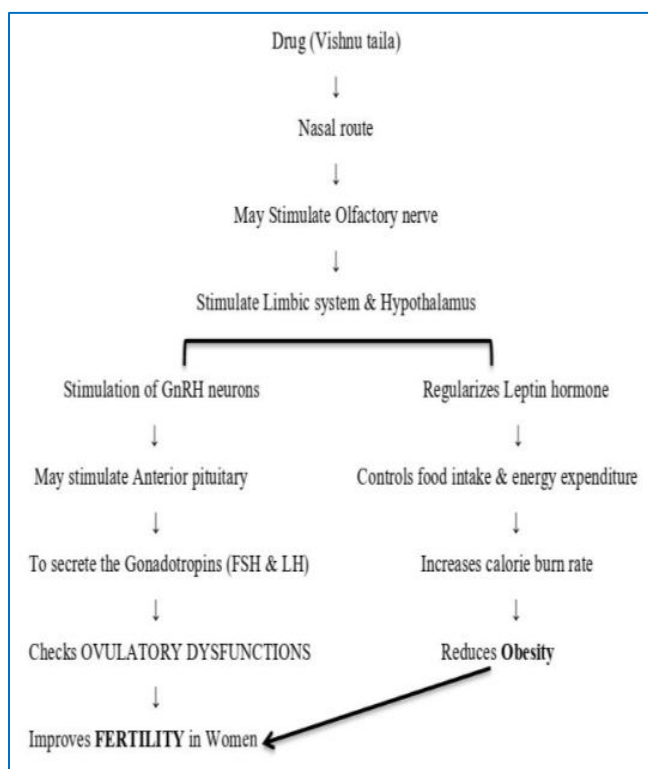 Drug (Vishnu taila)
↓
Nasal route
↓
May Stimulate Olfactory nerve
↓
Stimulate Limbic system & Hypothalamus
Stimulation of GnRH neurons
↓
May stimulate Anterior pituitary
↓
To secrete the Gonadotropins (FSH & LH)
↓
Checks OVULATORY DYSFUNCTIONS
↓
Improves FERTILITY in Women
Regularizes Leptin hormone
↓
Controls food intake & energy expenditure
↓
Increases calorie burn rate
↓
Reduces Obesity